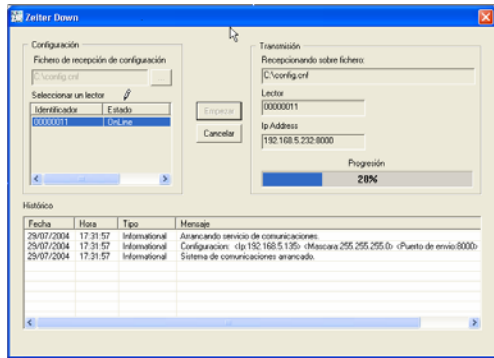 Zeiter Down
Configuración
Fichero de recepción de configuración
C:\config.cnf
...
Seleccionar un lector
Identificador Estado
00000011 OnLine
Empezar
Cancelar
Transmisión
Recepcionando sobre fichero:
C:\config.cnf
Lector
00000011
Ip Address
192.168.5.232:8000
Progresión
28%
Histórico
Fecha Hora Tipo Mensaje
29/07/2004 17:31:57 Informational Arrancando servicio de comunicaciones.
29/07/2004 17:31:57 Informational Configuracion: <Ip:192.168.5.135> <Mascara:255.255.255.0> <Puerto de envio:8000>
29/07/2004 17:31:57 Informational Sistema de comunicaciones arrancado.